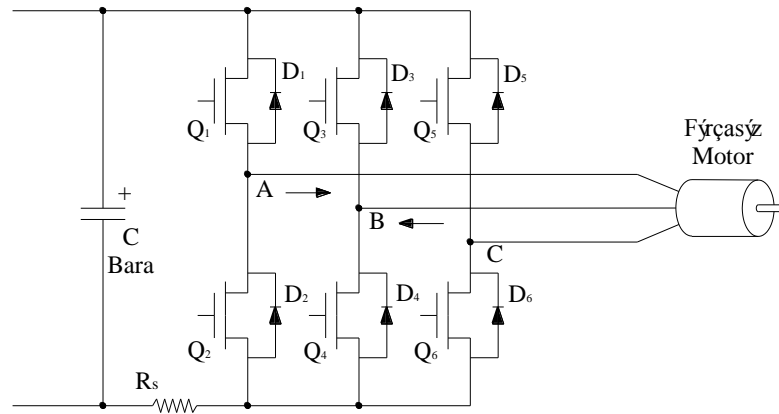 D1
D3
D5
Q1
Q3
Q5
Fýrçasýz
Motor
+
A
B
C
C
Bara
D2
D4
D6
Q2
Q4
Q6
Rs